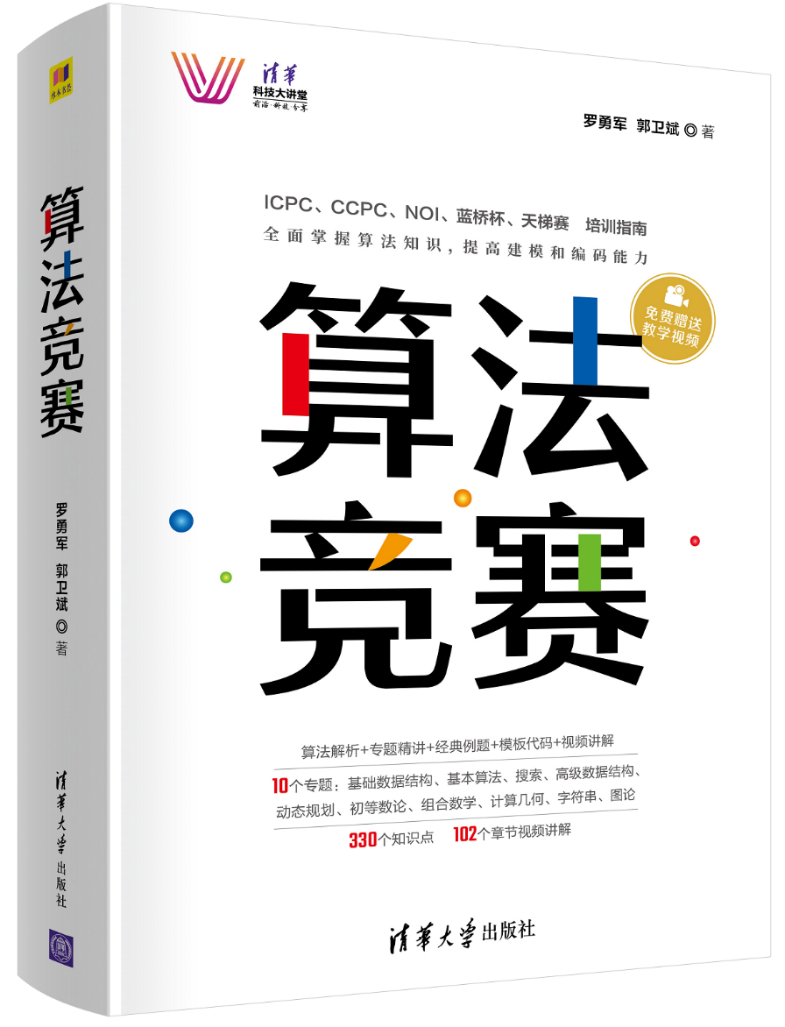 清华
科技大讲堂
前沿·科技·分享
罗勇军 郭卫斌 ◎ 著
ICPC、CCPC、NOI、蓝桥杯、天梯赛 培训指南
全面掌握算法知识，提高建模和编码能力
免费赠送
教学视频
算法
竞赛
算法解析+专题精讲+经典例题+模板代码+视频讲解
10个专题：基础数据结构、基本算法、搜索、高级数据结构、
动态规划、初等数论、组合数学、计算几何、字符串、图论
330个知识点 102个章节视频讲解
清华大学出版社
算法竞赛
罗勇军 郭卫斌 ◎ 著
清华大学出版社